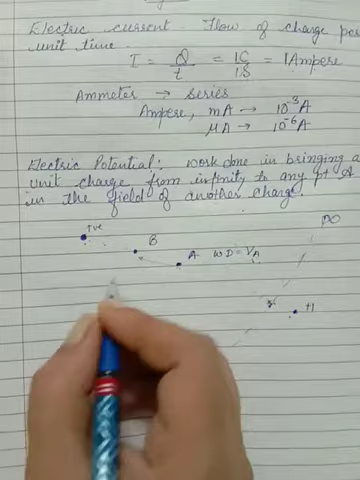 Electric current Flow of charge per
unit time.
I = Q/t = 1C/1S = 1Ampere
Ammeter → series
Ampere, mA → 10⁻³A
μA → 10⁻⁶A
Electric Potential: work done in bringing a
unit charge from infinity to any pt A
in the field of another charge.
+ve
B
A WD = VA
+1